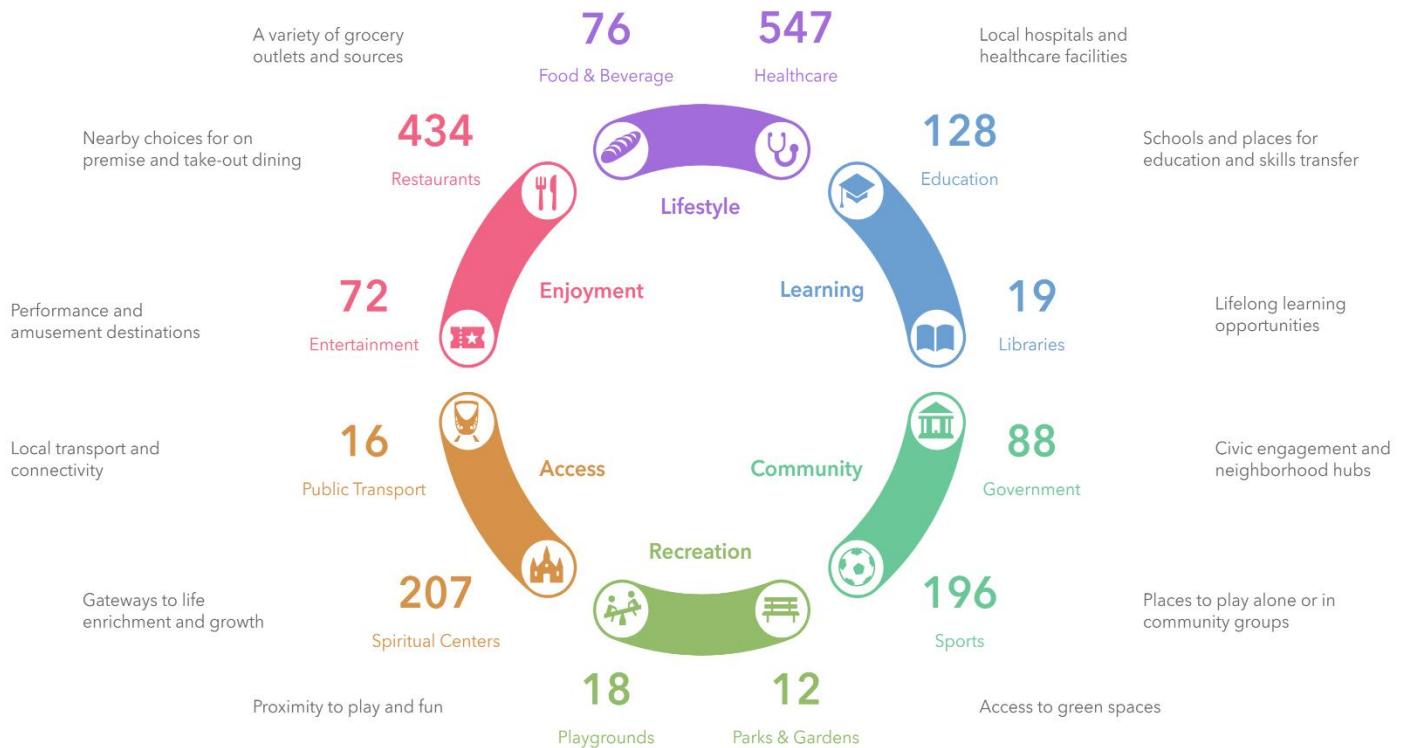 A variety of grocery
outlets and sources
76
Food & Beverage
547
Healthcare
Local hospitals and
healthcare facilities
Nearby choices for on
premise and take-out dining
434
Restaurants
128
Education
Schools and places for
education and skills transfer
Lifestyle
Performance and
amusement destinations
72
Entertainment
Enjoyment
Learning
19
Libraries
Lifelong learning
opportunities
Local transport and
connectivity
16
Public Transport
Access
Community
88
Government
Civic engagement and
neighborhood hubs
Recreation
Gateways to life
enrichment and growth
207
Spiritual Centers
196
Sports
Places to play alone or in
community groups
Proximity to play and fun
18
Playgrounds
12
Parks & Gardens
Access to green spaces